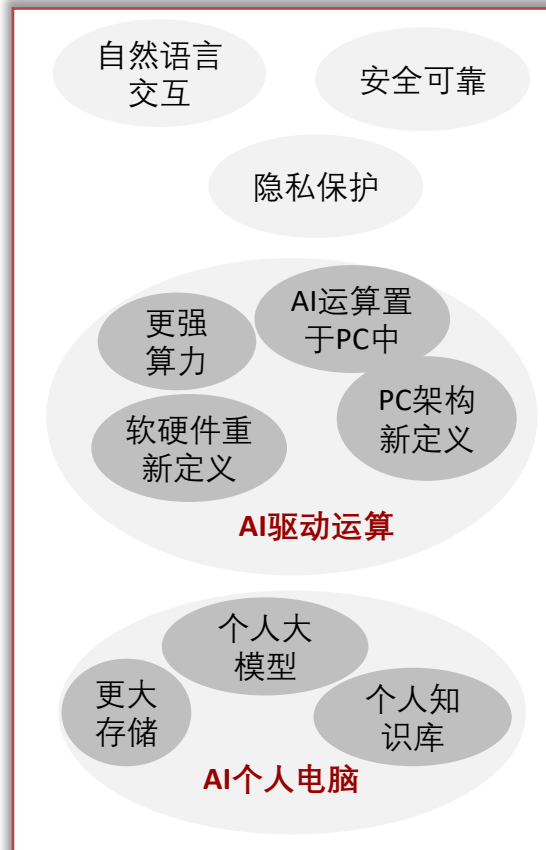 自然语言
交互
安全可靠
隐私保护
AI运算置
于PC中
更强
算力
PC架构
新定义
软硬件重
新定义
AI驱动运算
个人大
模型
更大
存储
个人知
识库
AI个人电脑